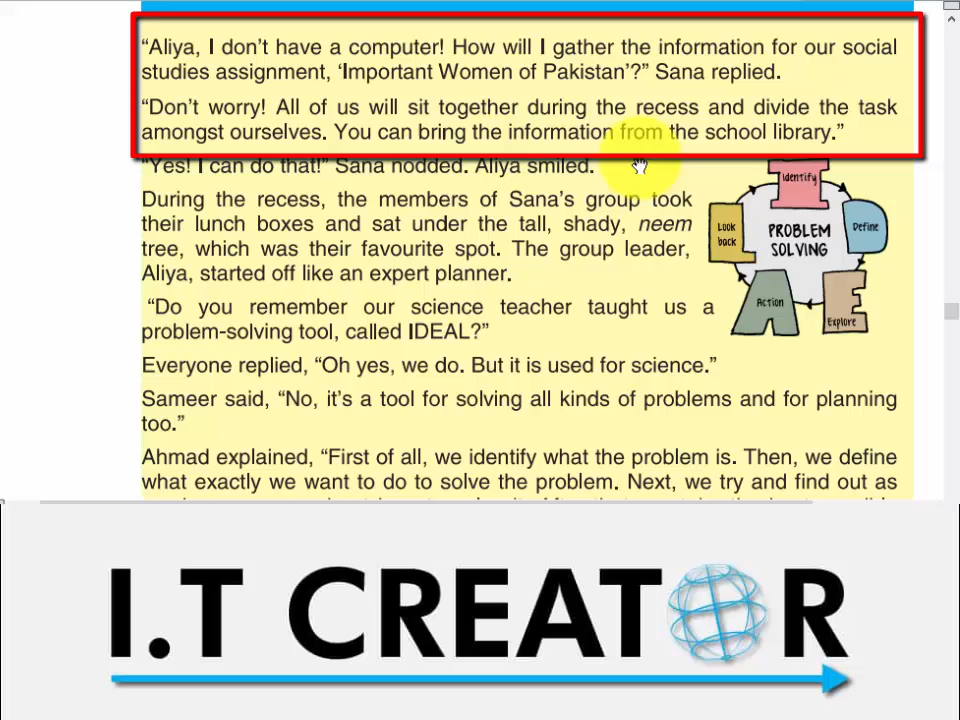 “Aliya, I don’t have a computer! How will I gather the information for our social
studies assignment, ‘Important Women of Pakistan’?” Sana replied.
“Don’t worry! All of us will sit together during the recess and divide the task
amongst ourselves. You can bring the information from the school library.”
“Yes! I can do that!” Sana nodded. Aliya smiled.
During the recess, the members of Sana’s group took
their lunch boxes and sat under the tall, shady, neem
tree, which was their favourite spot. The group leader,
Aliya, started off like an expert planner.
“Do you remember our science teacher taught us a
problem-solving tool, called IDEAL?”
Identify
Define
Explore
Action
Look
back
PROBLEM
SOLVING
Everyone replied, “Oh yes, we do. But it is used for science.”
Sameer said, “No, it’s a tool for solving all kinds of problems and for planning
too.”
Ahmad explained, “First of all, we identify what the problem is. Then, we define
what exactly we want to do to solve the problem. Next, we try and find out as
I.T CREATOR